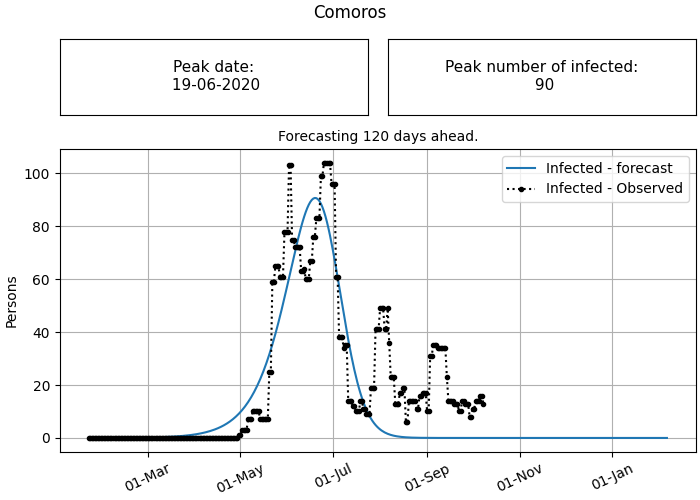 Comoros
Peak date:
19-06-2020
Peak number of infected:
90
Forecasting 120 days ahead.
Infected - forecast
Infected - Observed
Persons
100
80
60
40
20
0
01-Mar
01-May
01-Jul
01-Sep
01-Nov
01-Jan